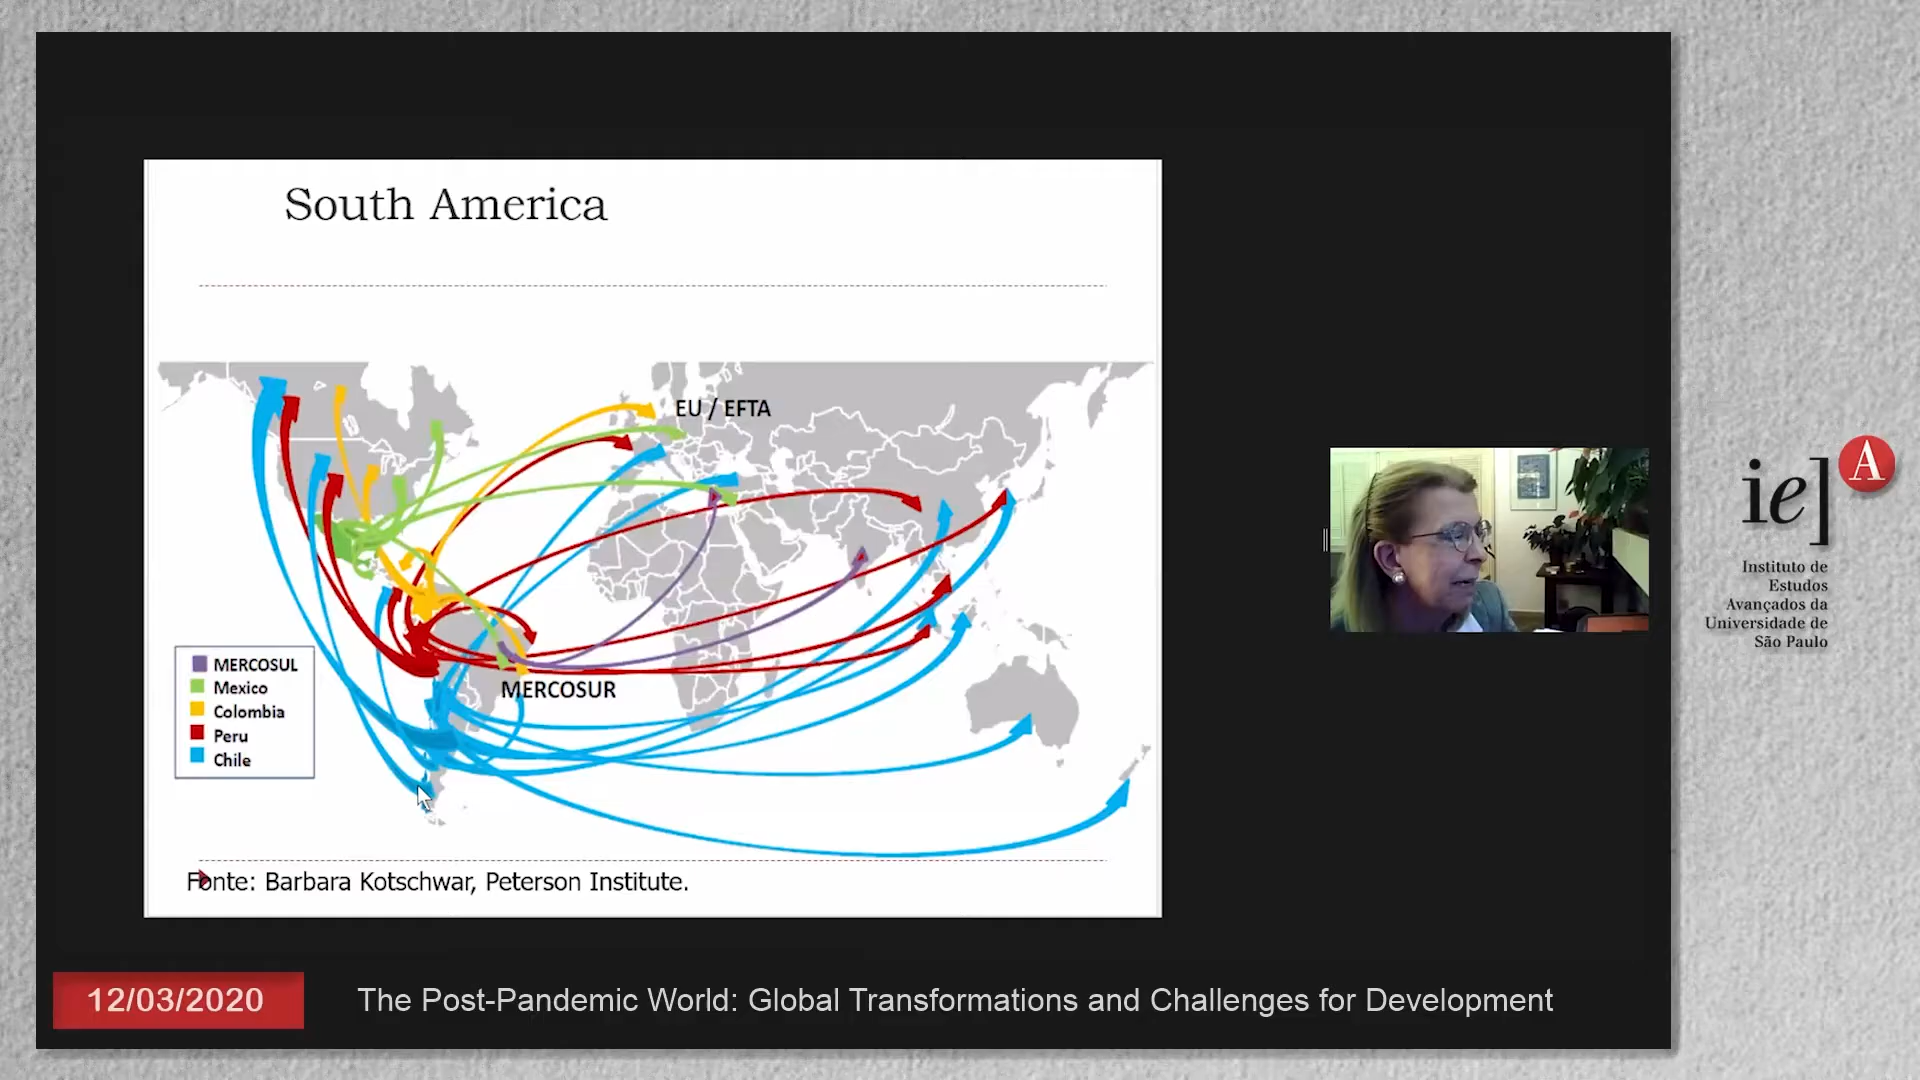 South America
EU / EFTA
MERCOSUR
MERCOSUL
Mexico
Colombia
Peru
Chile
Fonte: Barbara Kotschwar, Peterson Institute.
12/03/2020
The Post-Pandemic World: Global Transformations and Challenges for Development
ie] A
Instituto de
Estudos
Avançados da
Universidade de
São Paulo